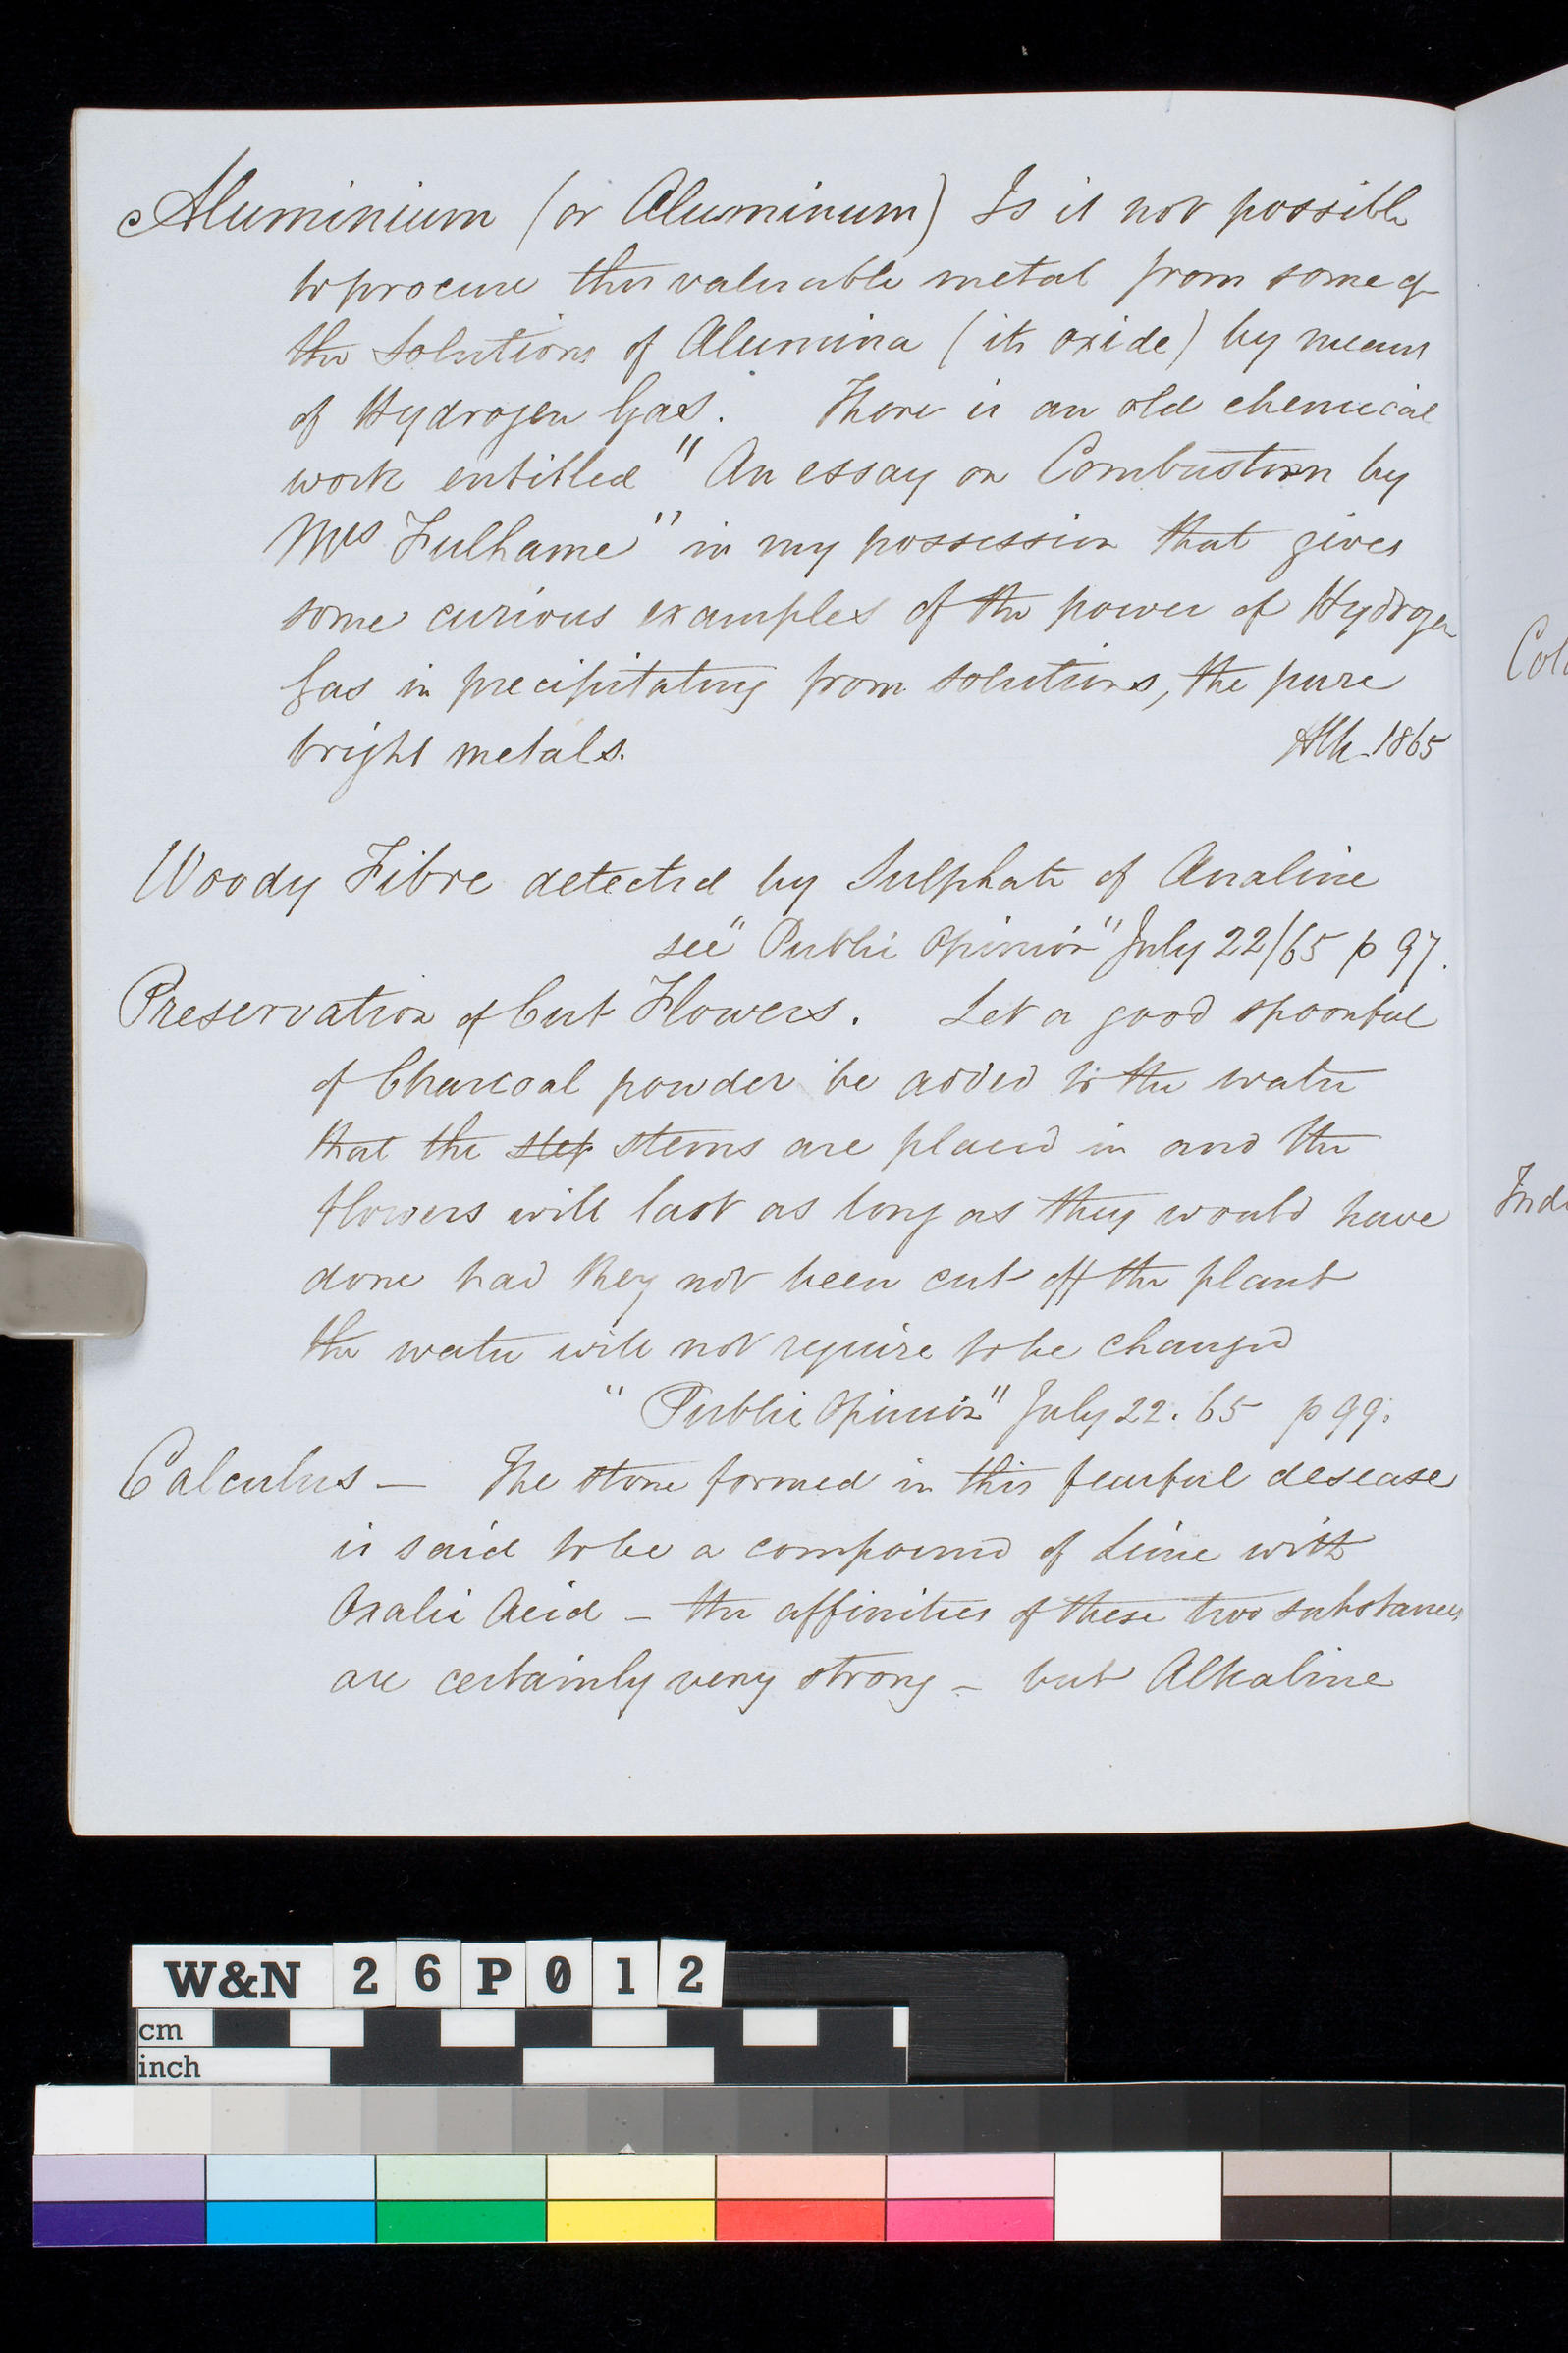 Aluminium (or Aluminum) Is it not possible
to procure this valuable metal from some of
the Solutions of Alumina (its oxide) by means
of Hydrogen Gas. There is an old chemical
work entitled "An essay on Combustion by
Mrs Fulhame" in my possession that gives
some curious examples of the power of Hydrogen
Gas in precipitating from solutions, the pure
bright metals. 1865
Woody Fibre detected by Sulphate of Analine
see "Public Opinion" July 22/65 p 97.
Preservation of Cut Flowers. Let a good spoonful
of Charcoal powder be added to the water
that the step stems are placed in and the
flowers will last as long as they would have
done had they not been cut off the plant
the water will not require to be changed
"Public Opinion" July 22. 65 p 99.
Calculus — The stone formed in this fearful desease
is said to be a compound of Lime with
Oxalic Acid – the affinities of these two substances
are certainly very strong – but Alkaline
Col
Ind
W&N 26P012
cm
inch